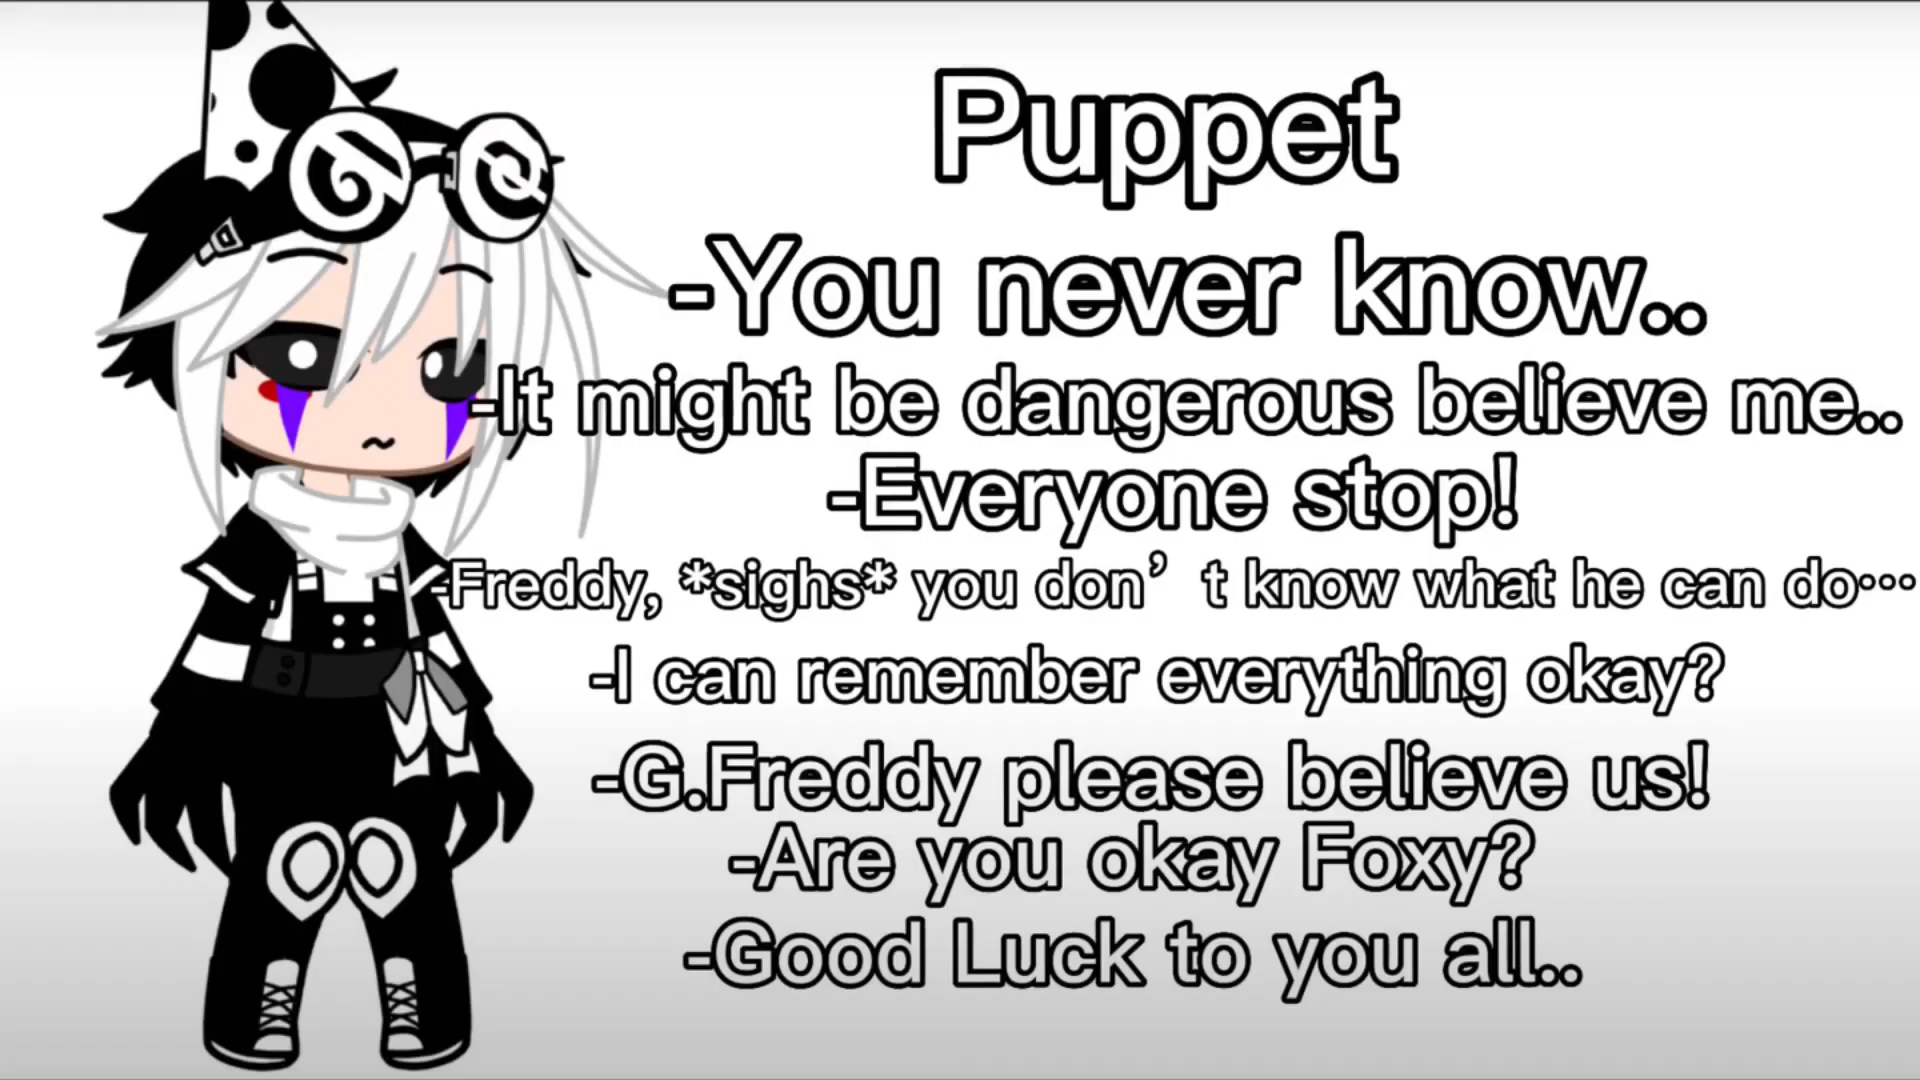 Puppet
-You never know..
-It might be dangerous believe me..
-Everyone stop!
-Freddy, *sighs* you don’t know what he can do…
-I can remember everything okay?
-G.Freddy please believe us!
-Are you okay Foxy?
-Good Luck to you all..